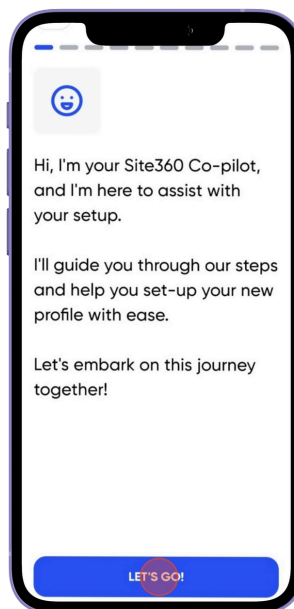 Hi, I'm your Site360 Co-pilot,
and I'm here to assist with
your setup.
I'll guide you through our steps
and help you set-up your new
profile with ease.
Let's embark on this journey
together!
LET'S GO!